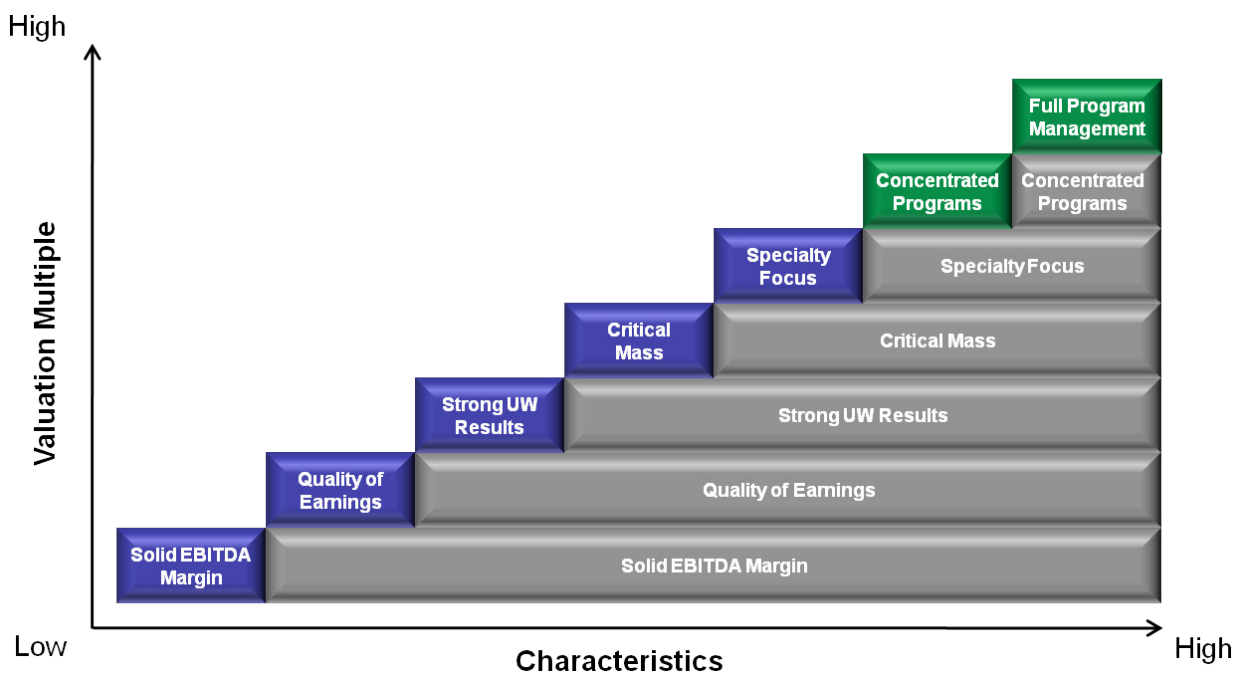 High
Full Program
Management
Concentrated
Programs
Concentrated
Programs
Specialty
Focus
Specialty Focus
Critical
Mass
Critical Mass
Strong UW
Results
Strong UW Results
Quality of
Earnings
Quality of Earnings
Solid EBITDA
Margin
Solid EBITDA Margin
Valuation Multiple
Low
Characteristics
High